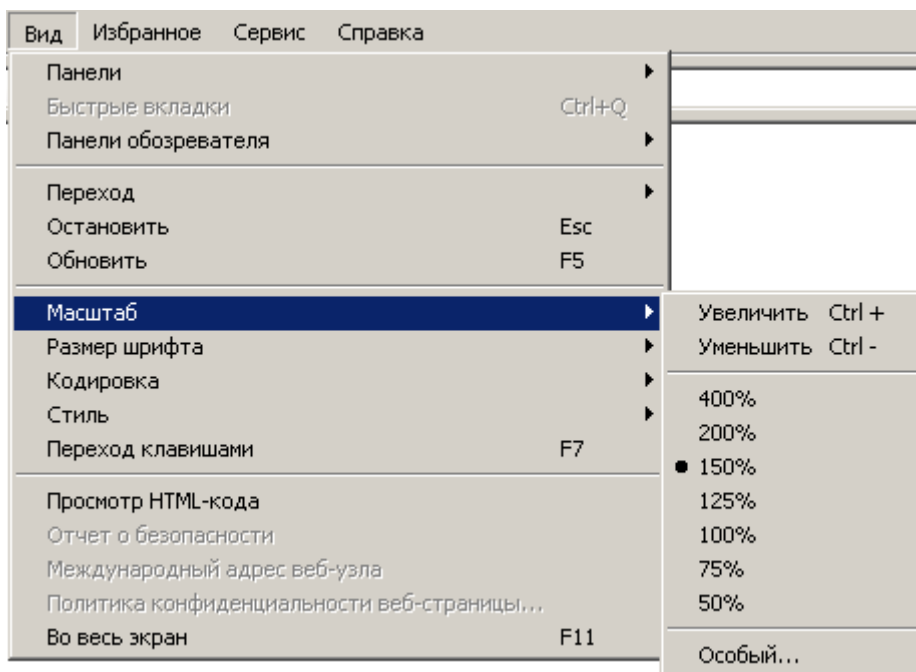 Вид Избранное Сервис Справка
Панели
Быстрые вкладки Ctrl+Q
Панели обозревателя
Переход
Остановить Esc
Обновить F5
Масштаб
Размер шрифта
Кодировка
Стиль
Переход клавишами F7
Просмотр HTML-кода
Отчет о безопасности
Международный адрес веб-узла
Политика конфиденциальности веб-страницы...
Во весь экран F11
Увеличить Ctrl +
Уменьшить Ctrl -
400%
200%
150%
125%
100%
75%
50%
Особый...